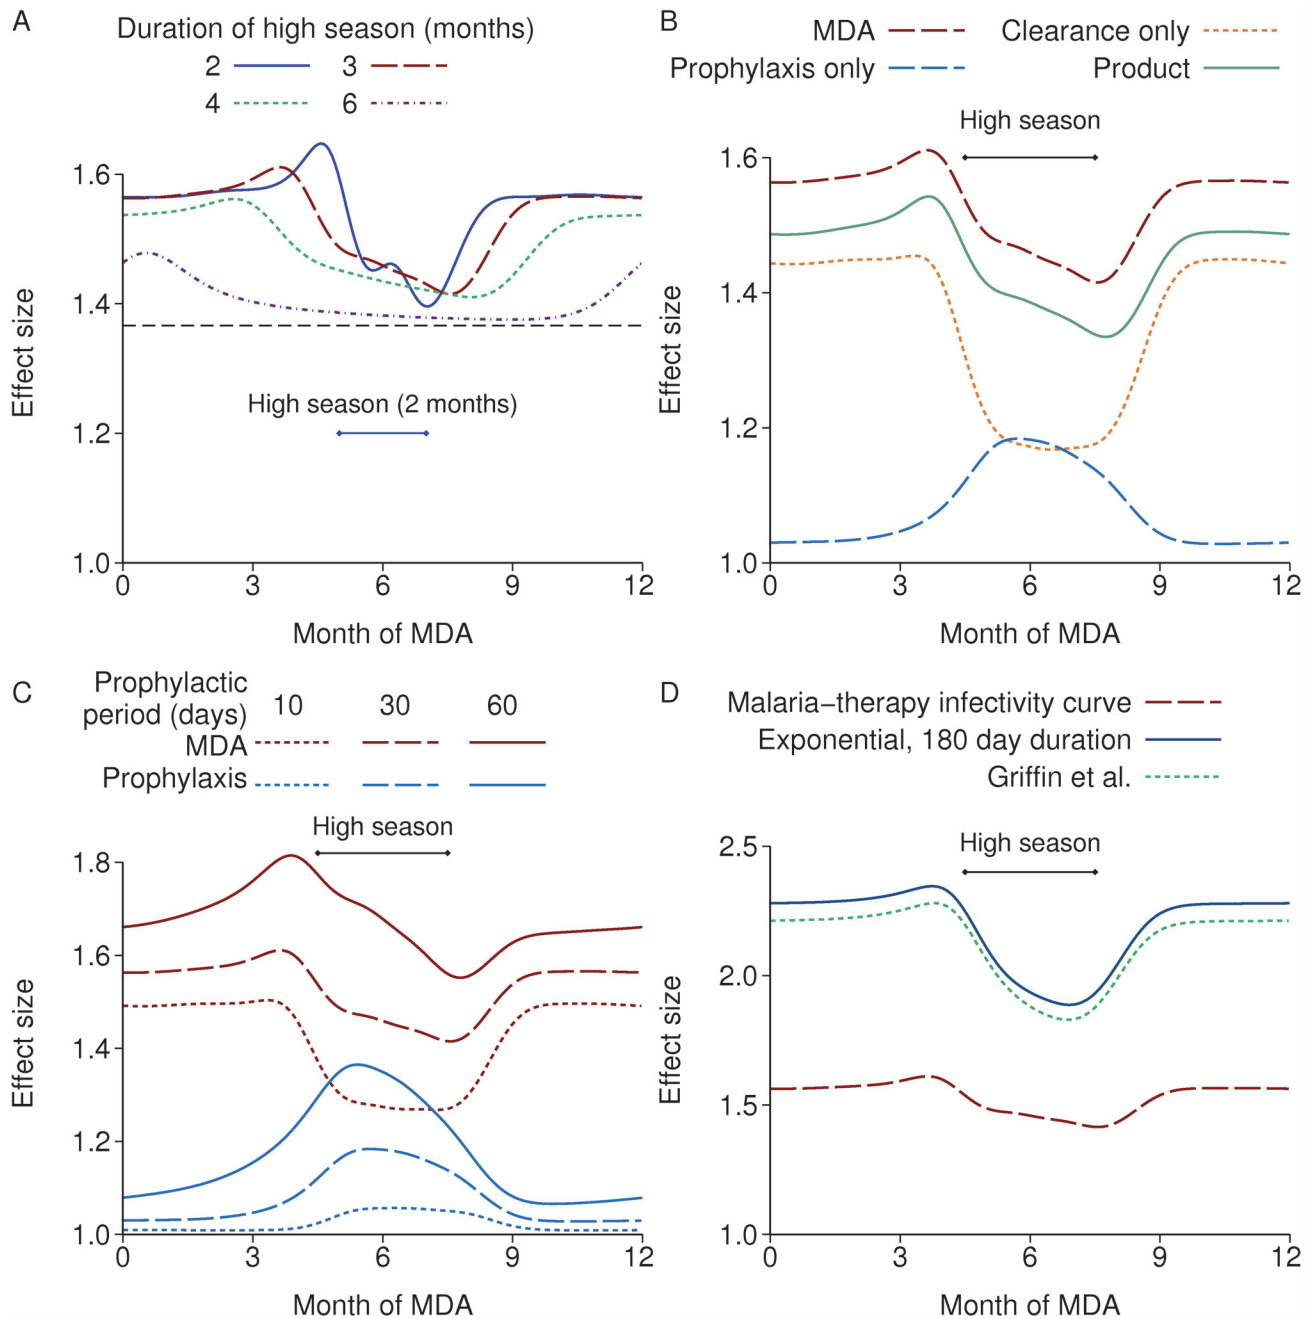 A
Duration of high season (months)
2 3
4 6
1.6
1.4
1.2
1.0
Effect size
High season (2 months)
0 3 6 9 12
Month of MDA
B
MDA Clearance only
Prophylaxis only Product
High season
1.6
1.4
1.2
1.0
Effect size
0 3 6 9 12
Month of MDA
C
Prophylactic
period (days) 10 30 60
MDA
Prophylaxis
High season
1.8
1.6
1.4
1.2
1.0
Effect size
0 3 6 9 12
Month of MDA
D
Malaria−therapy infectivity curve
Exponential, 180 day duration
Griffin et al.
High season
2.5
2.0
1.5
1.0
Effect size
0 3 6 9 12
Month of MDA